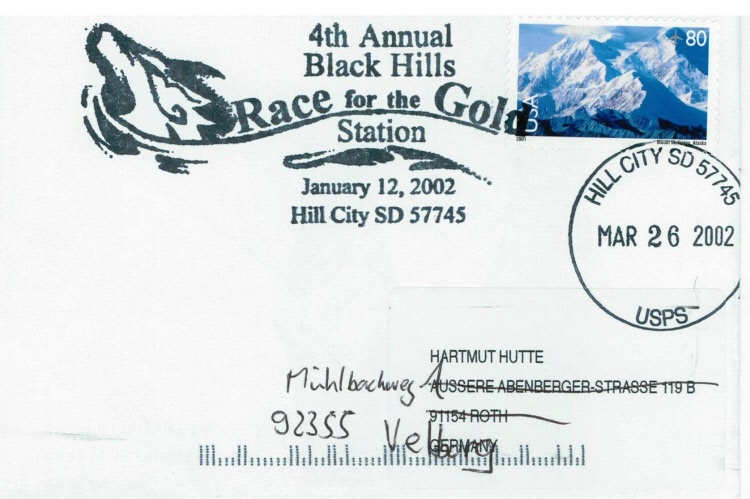 4th Annual
Black Hills
Race for the Gold
Station
January 12, 2002
Hill City SD 57745
80
USA
2001
Mount McKinley, Alaska
HILL CITY SD 57745
MAR 26 2002
USPS
HARTMUT HUTTE
Mühlbachweg 1
AUSSERE ABENBERGER-STRASSE 119 B
92355 Velburg
91154 ROTH
GERMANY